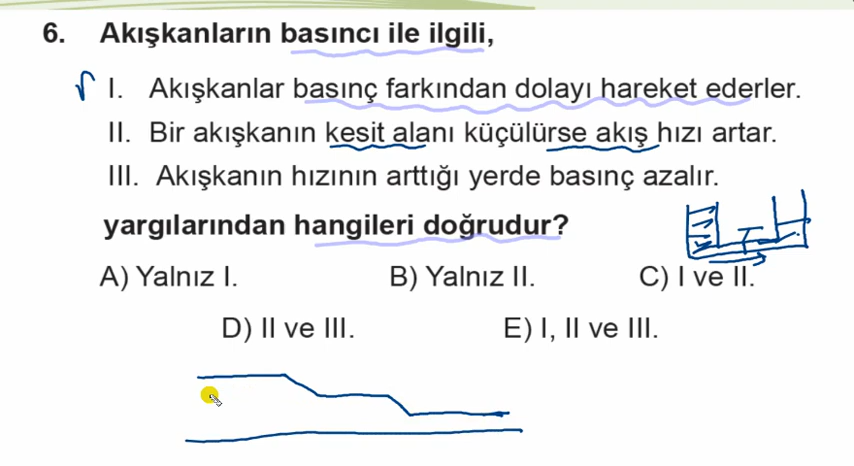 6. Akışkanların basıncı ile ilgili,
I. Akışkanlar basınç farkından dolayı hareket ederler.
II. Bir akışkanın kesit alanı küçülürse akış hızı artar.
III. Akışkanın hızının arttığı yerde basınç azalır.
yargılarından hangileri doğrudur?
A) Yalnız I. B) Yalnız II. C) I ve II.
D) II ve III. E) I, II ve III.